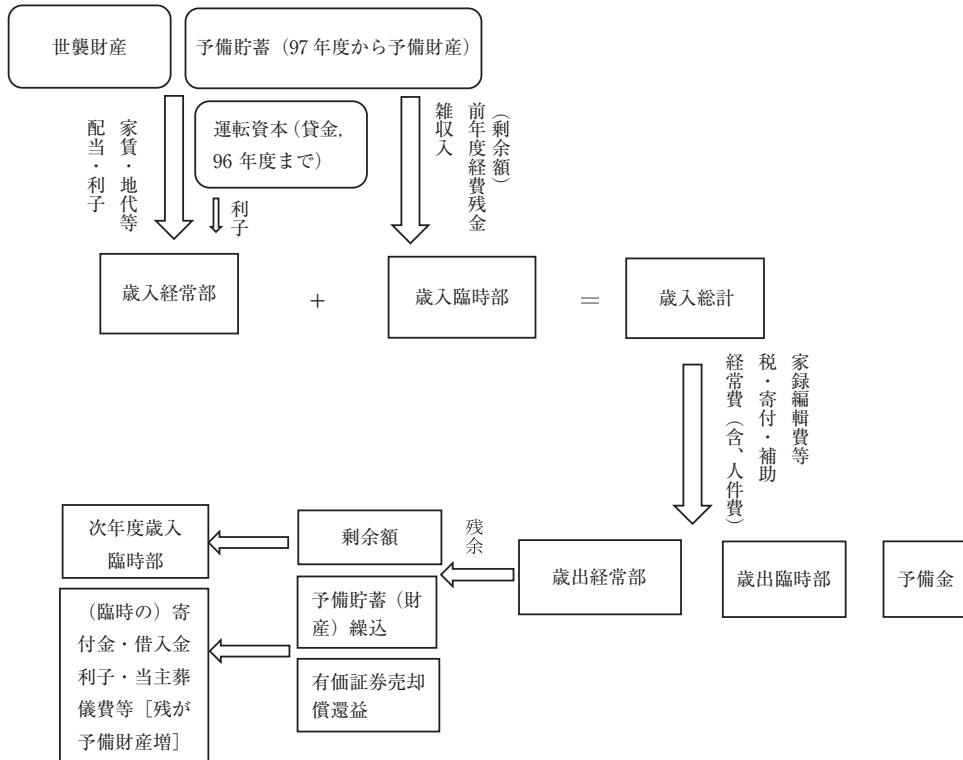 世襲財産
予備貯蓄（97 年度から予備財産）
運転資本（貸金,
96 年度まで）
家賃・地代等
配当・利子
利子
（剰余額）
前年度経費残金
雑収入
歳入経常部
+
歳入臨時部
=
歳入総計
家録編輯費等
税・寄付・補助
経常費（含、人件費）
歳出経常部
歳出臨時部
予備金
残余
剰余額
次年度歳入
臨時部
予備貯蓄（財
産）繰込
有価証券売却
償還益
（臨時の）寄
付金・借入金
利子・当主葬
儀費等［残が
予備財産増］